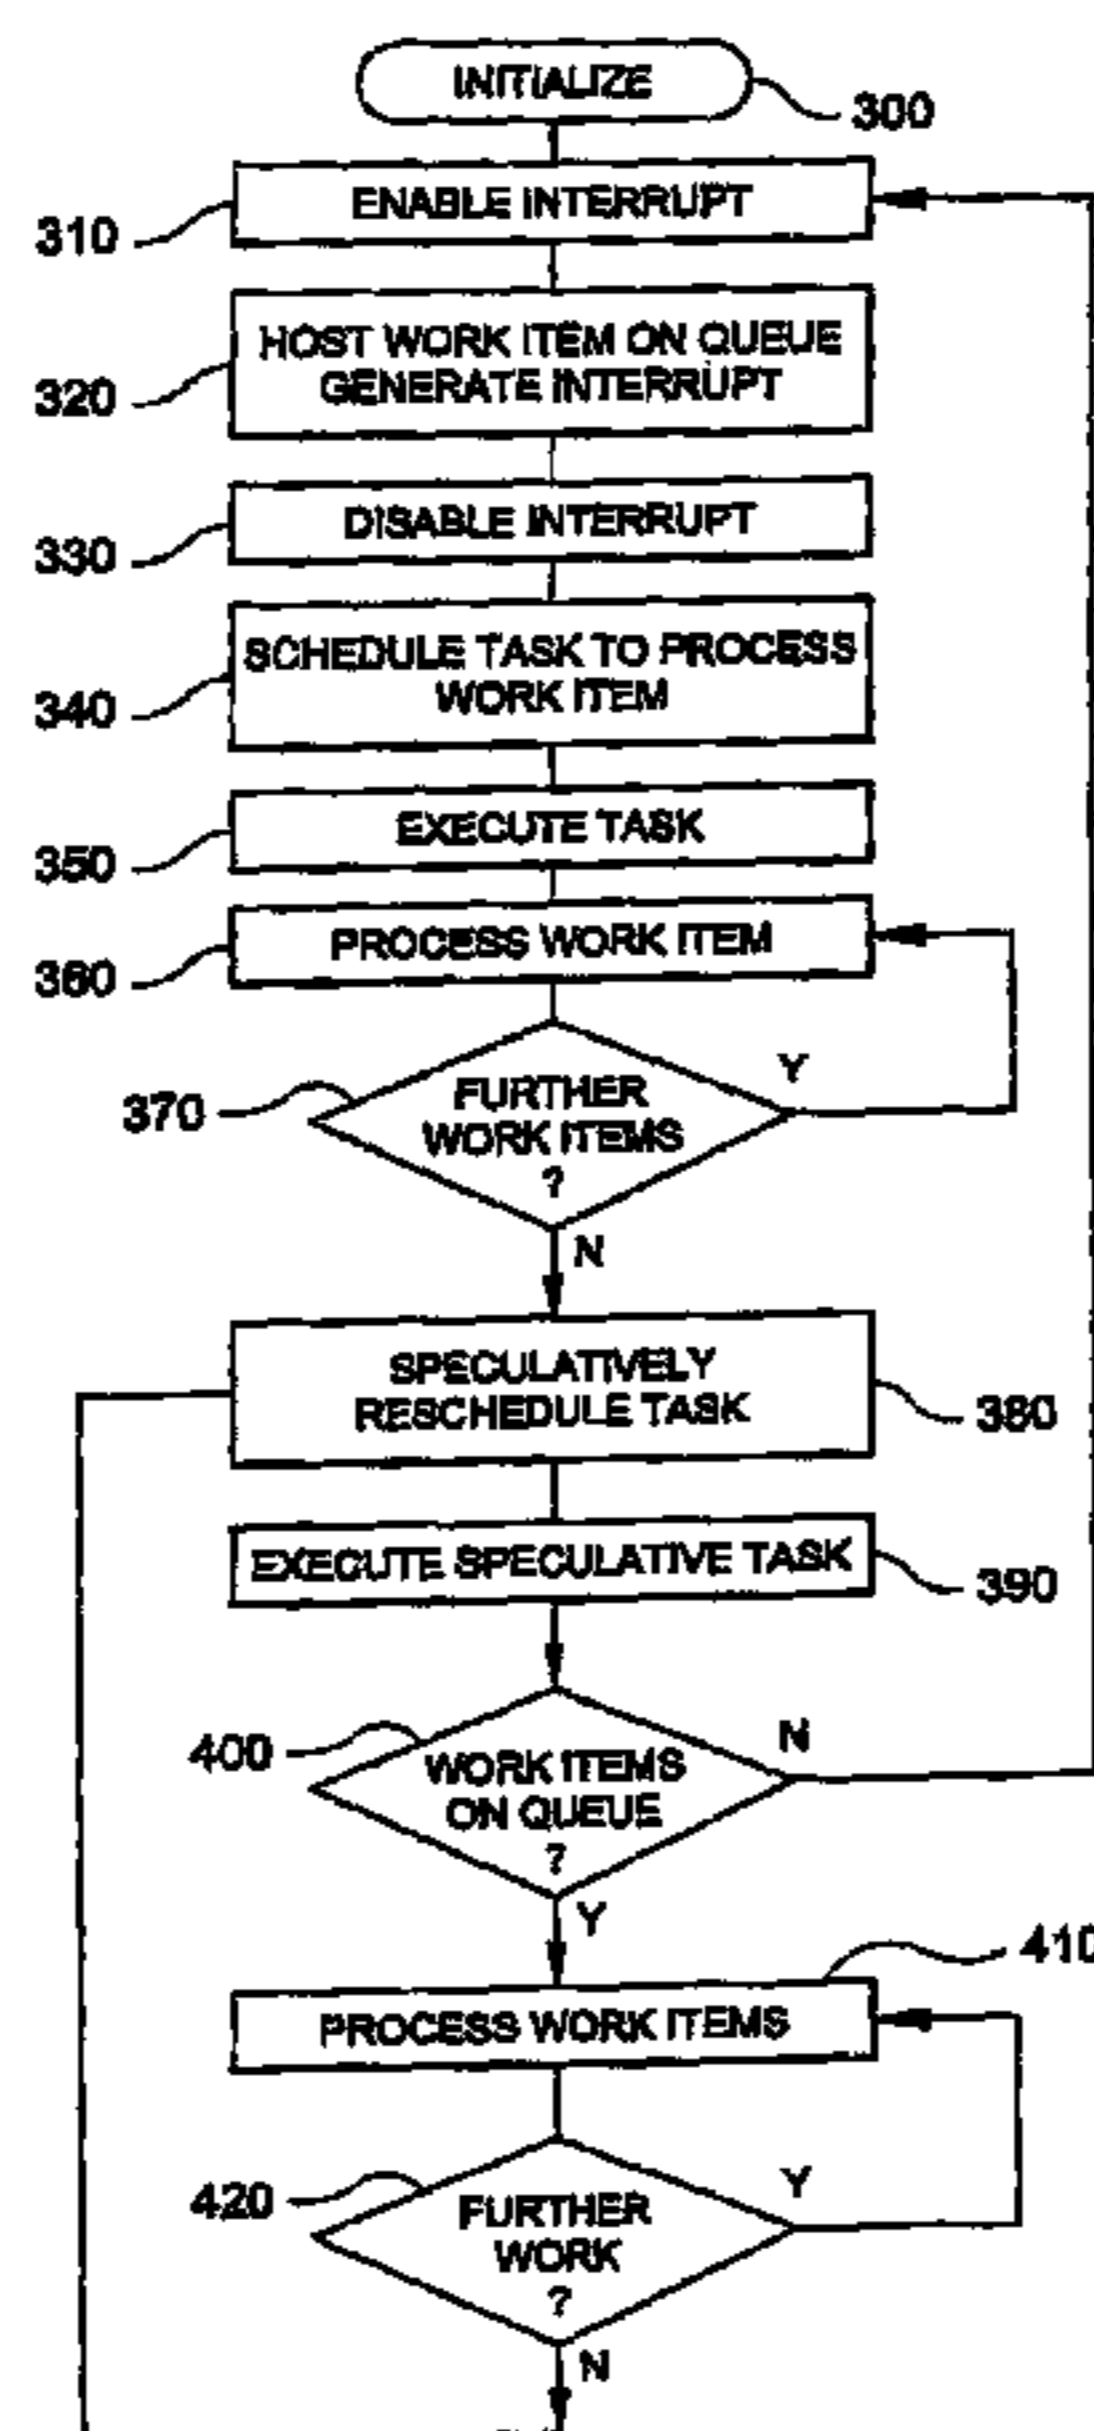 INITIALIZE
300
ENABLE INTERRUPT
310
HOST WORK ITEM ON QUEUE
GENERATE INTERRUPT
320
DISABLE INTERRUPT
330
SCHEDULE TASK TO PROCESS
WORK ITEM
340
EXECUTE TASK
350
PROCESS WORK ITEM
360
Y
370
FURTHER
WORK ITEMS
?
N
SPECULATIVELY
RESCHEDULE TASK
380
EXECUTE SPECULATIVE TASK
390
N
400
WORK ITEMS
ON QUEUE
?
Y
410
PROCESS WORK ITEMS
Y
420
FURTHER
WORK
?
N